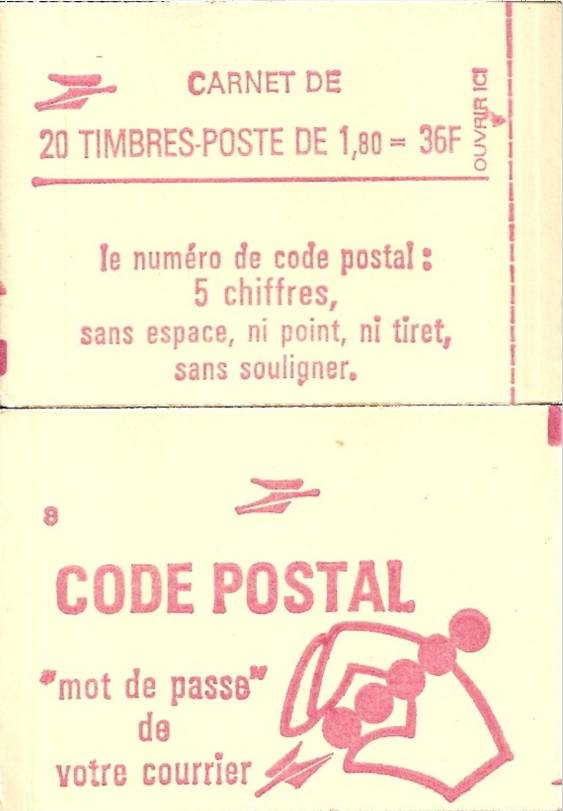 CARNET DE
20 TIMBRES-POSTE DE 1,80 = 36F
OUVRIR ICI
le numéro de code postal :
5 chiffres,
sans espace, ni point, ni tiret,
sans souligner.
8
CODE POSTAL
"mot de passe"
de
votre courrier